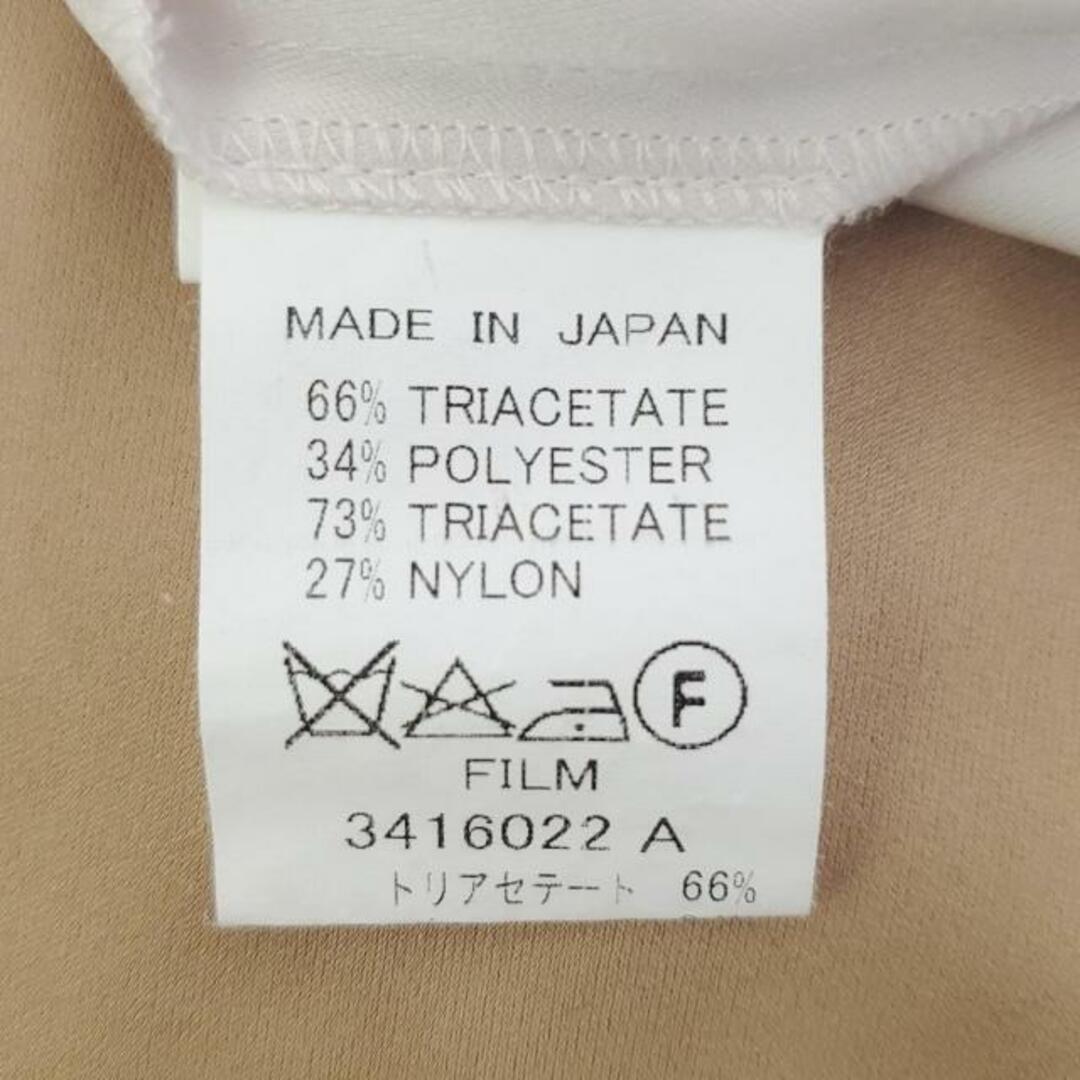 MADE IN JAPAN
66% TRIACETATE
34% POLYESTER
73% TRIACETATE
27% NYLON
F
FILM
3416022 A
トリアセテート 66%